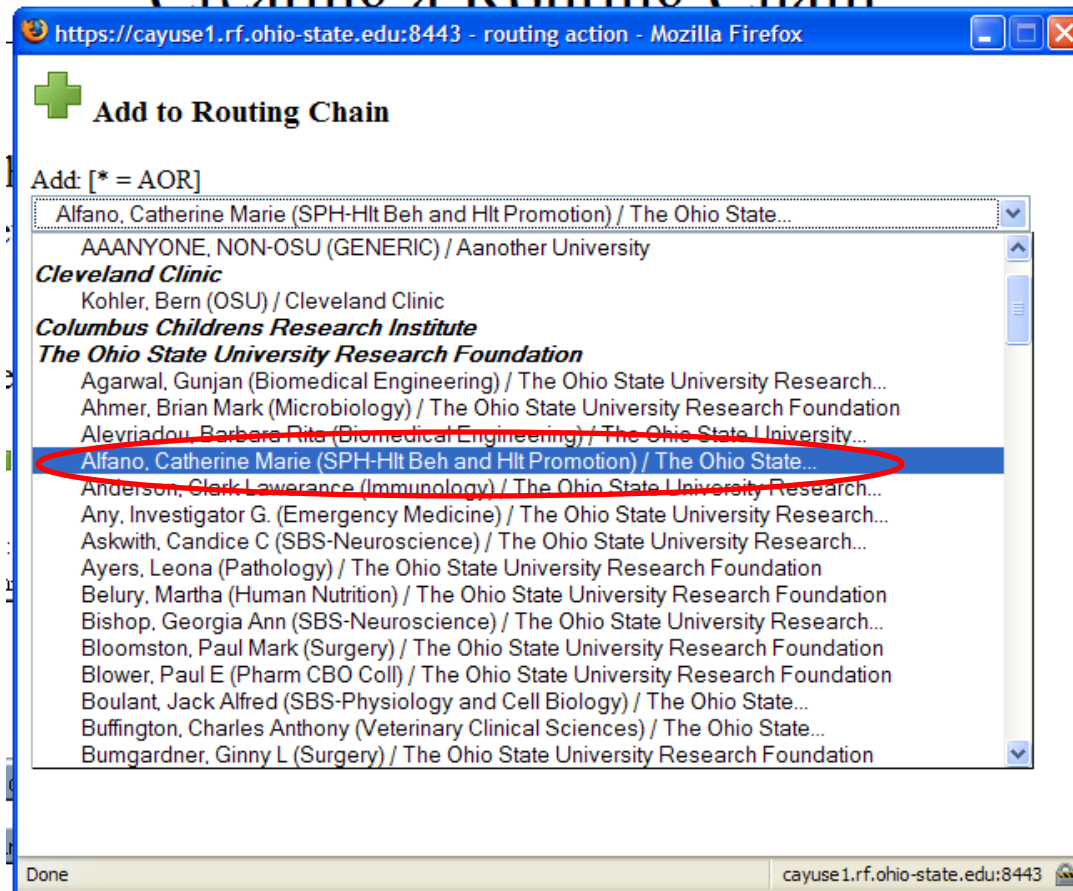 Creating a Routing Chain
https://cayuse1.rf.ohio-state.edu:8443 - routing action - Mozilla Firefox
Add to Routing Chain
Add: [* = AOR]
Alfano, Catherine Marie (SPH-Hlt Beh and Hlt Promotion) / The Ohio State...
AAANYONE, NON-OSU (GENERIC) / Aanother University
Cleveland Clinic
Kohler, Bern (OSU) / Cleveland Clinic
Columbus Childrens Research Institute
The Ohio State University Research Foundation
Agarwal, Gunjan (Biomedical Engineering) / The Ohio State University Research...
Ahmer, Brian Mark (Microbiology) / The Ohio State University Research Foundation
Alevriadou, Barbara Rita (Biomedical Engineering) / The Ohio State University...
Alfano, Catherine Marie (SPH-Hlt Beh and Hlt Promotion) / The Ohio State...
Anderson, Clark Lawerance (Immunology) / The Ohio State University Research...
Any, Investigator G. (Emergency Medicine) / The Ohio State University Research...
Askwith, Candice C (SBS-Neuroscience) / The Ohio State University Research...
Ayers, Leona (Pathology) / The Ohio State University Research Foundation
Belury, Martha (Human Nutrition) / The Ohio State University Research Foundation
Bishop, Georgia Ann (SBS-Neuroscience) / The Ohio State University Research...
Bloomston, Paul Mark (Surgery) / The Ohio State University Research Foundation
Blower, Paul E (Pharm CBO Coll) / The Ohio State University Research Foundation
Boulant, Jack Alfred (SBS-Physiology and Cell Biology) / The Ohio State...
Buffington, Charles Anthony (Veterinary Clinical Sciences) / The Ohio State...
Bumgardner, Ginny L (Surgery) / The Ohio State University Research Foundation
Done
cayuse1.rf.ohio-state.edu:8443